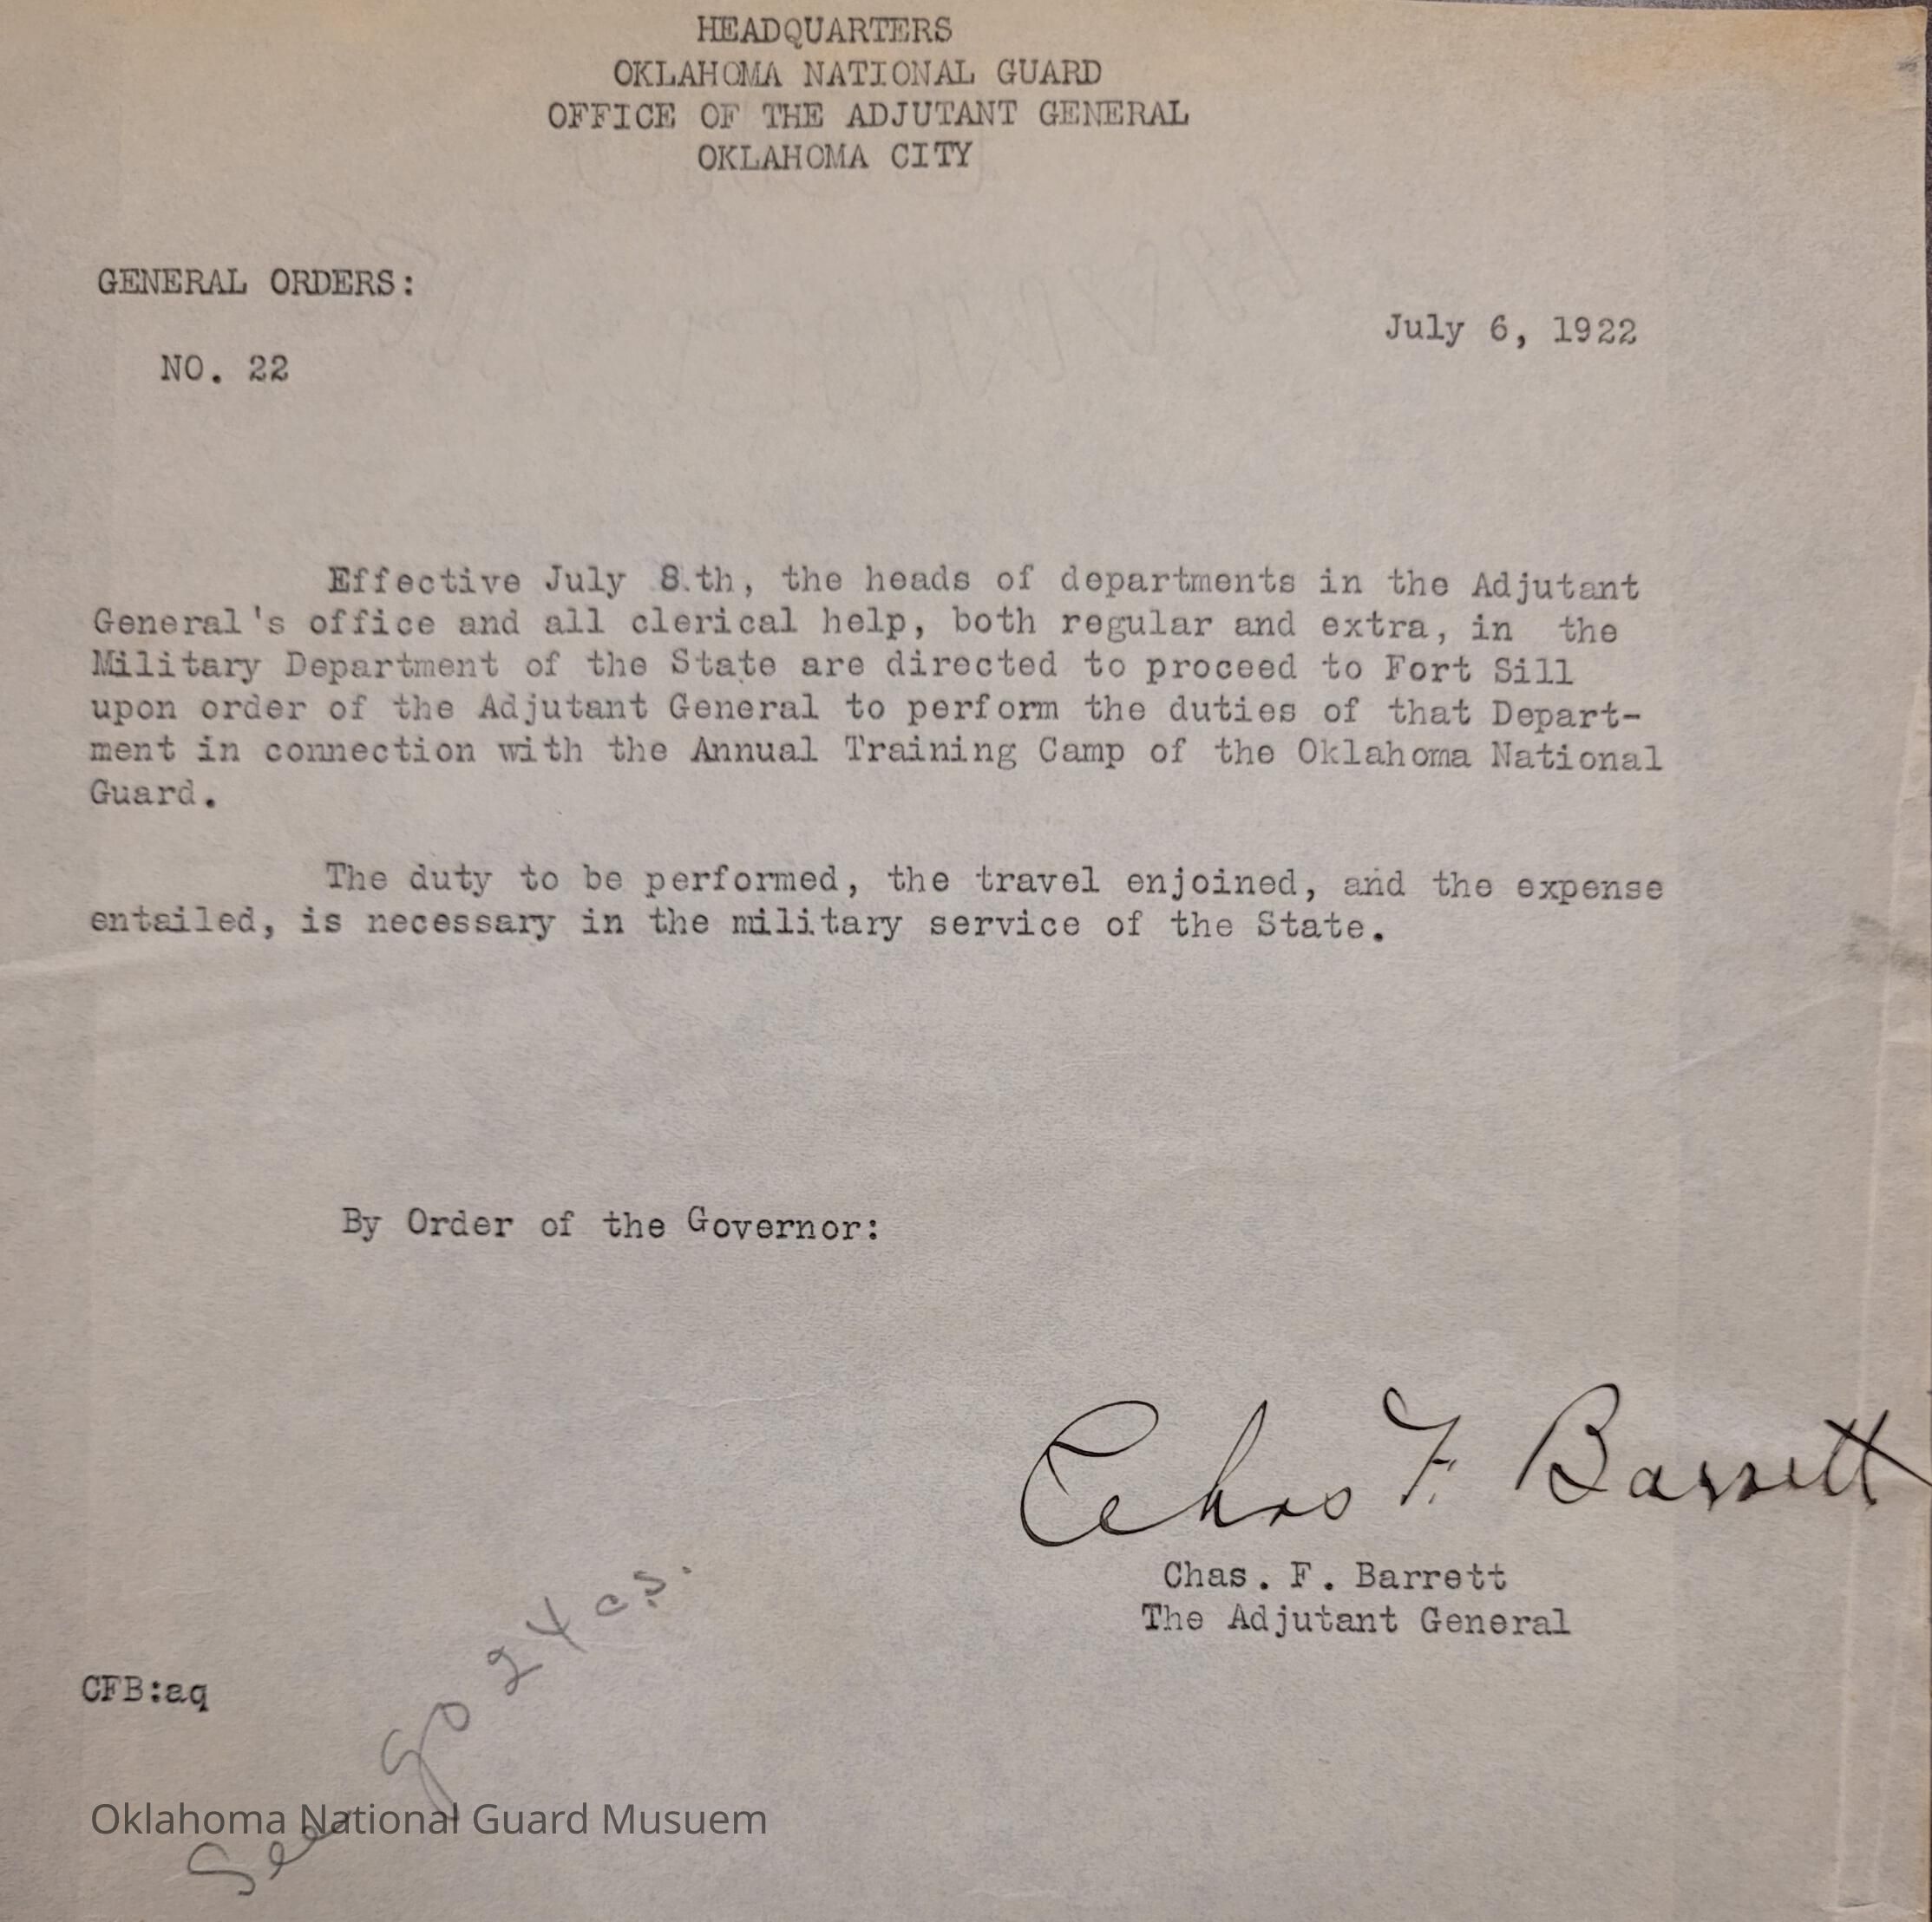 HEADQUARTERS
OKLAHOMA NATIONAL GUARD
OFFICE OF THE ADJUTANT GENERAL
OKLAHOMA CITY
GENERAL ORDERS:
July 6, 1922
NO. 22
Effective July 8.th, the heads of departments in the Adjutant
General's office and all clerical help, both regular and extra, in the
Military Department of the State are directed to proceed to Fort Sill
upon order of the Adjutant General to perform the duties of that Depart-
ment in connection with the Annual Training Camp of the Oklahoma National
Guard.
The duty to be performed, the travel enjoined, and the expense
entailed, is necessary in the military service of the State.
By Order of the Governor:
Chas F. Barrett
Chas. F. Barrett
The Adjutant General
CFB:aq
See GO 24 c.s.
Oklahoma National Guard Musuem